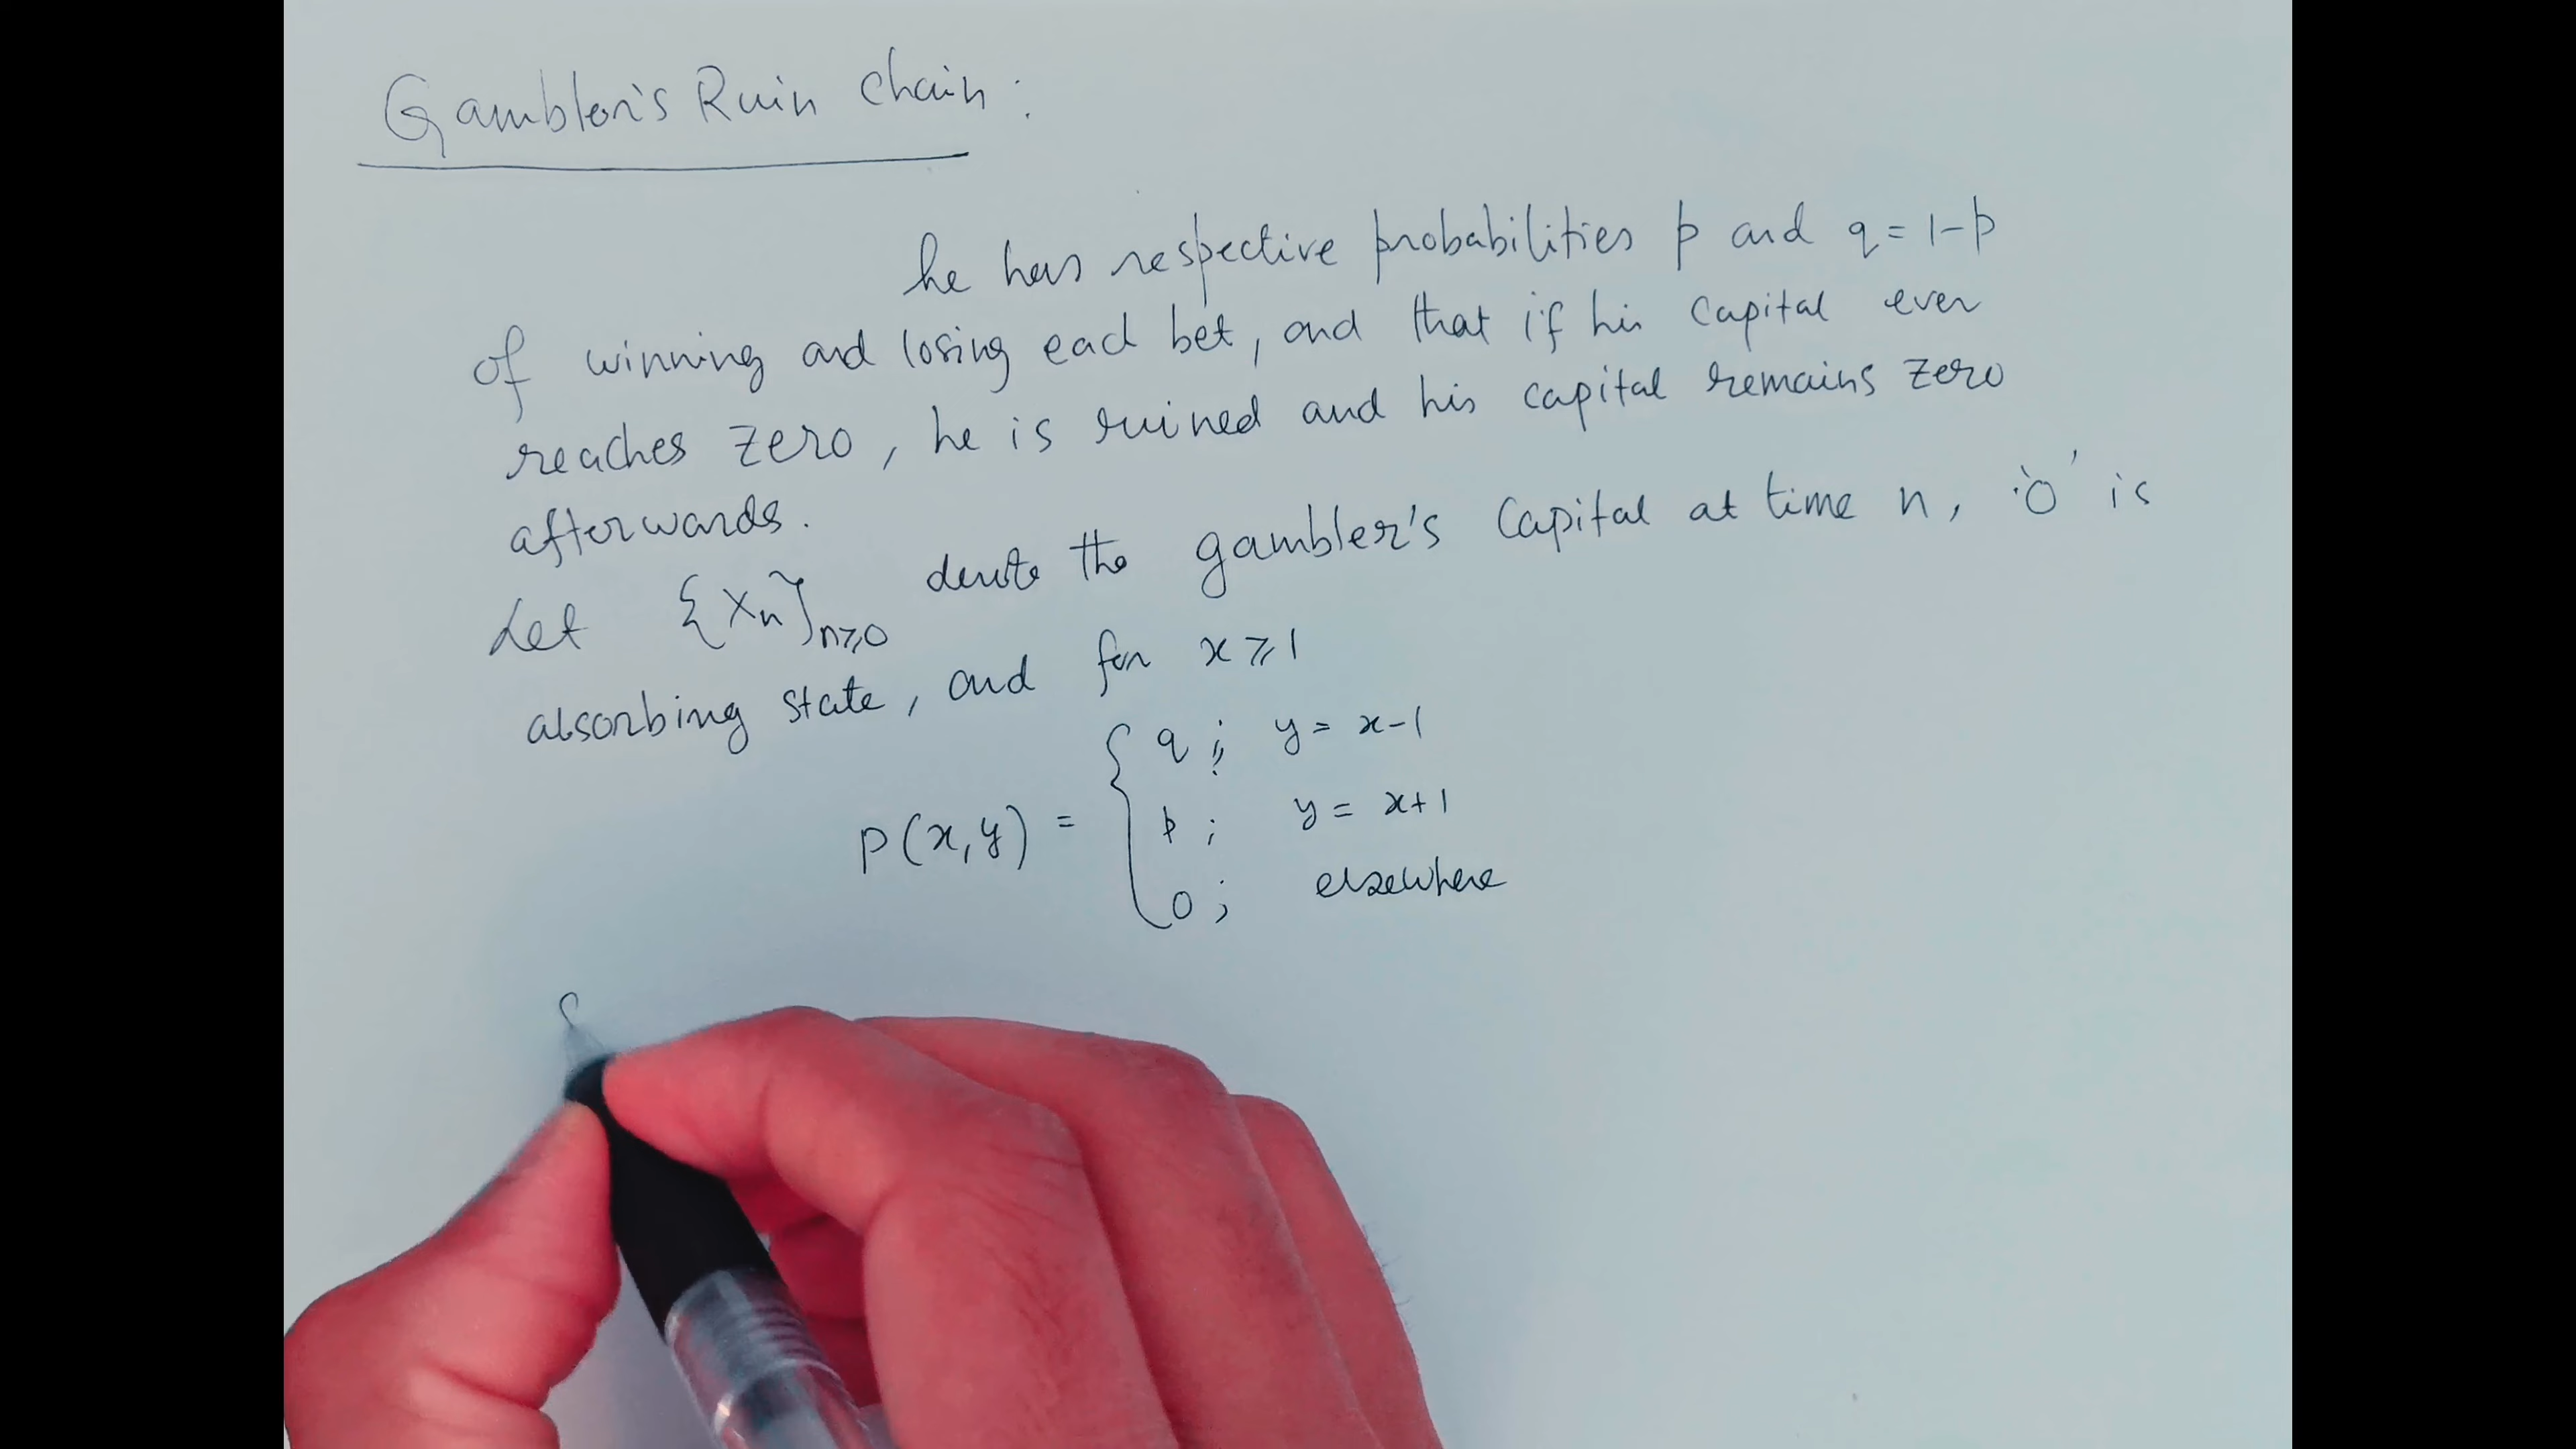 Gambler's Ruin Chain :
he has respective probabilities p and q = 1-p
of winning and losing each bet, and that if his capital ever
reaches zero, he is ruined and his capital remains zero
afterwards.
Let {Xn}n≥0 denote the gambler's capital at time n, '0' is
absorbing state, and for x ≥ 1
P(x,y) = { q ; y = x-1
p ; y = x+1
0 ; elsewhere